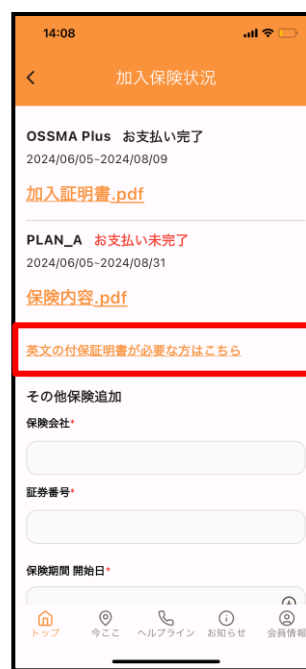 14:08
加入保険状況
OSSMA Plus お支払い完了
2024/06/05~2024/08/09
加入証明書.pdf
PLAN_A お支払い未完了
2024/06/05~2024/08/31
保険内容.pdf
英文の付保証明書が必要な方はこちら
その他保険追加
保険会社*
証券番号*
保険期間 開始日*
トップ 今ここ ヘルプライン お知らせ 会員情報